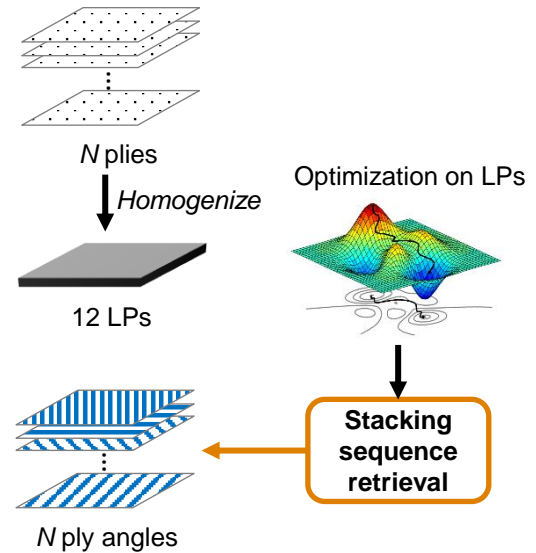 N plies
Homogenize
12 LPs
Optimization on LPs
Stacking
sequence
retrieval
N ply angles